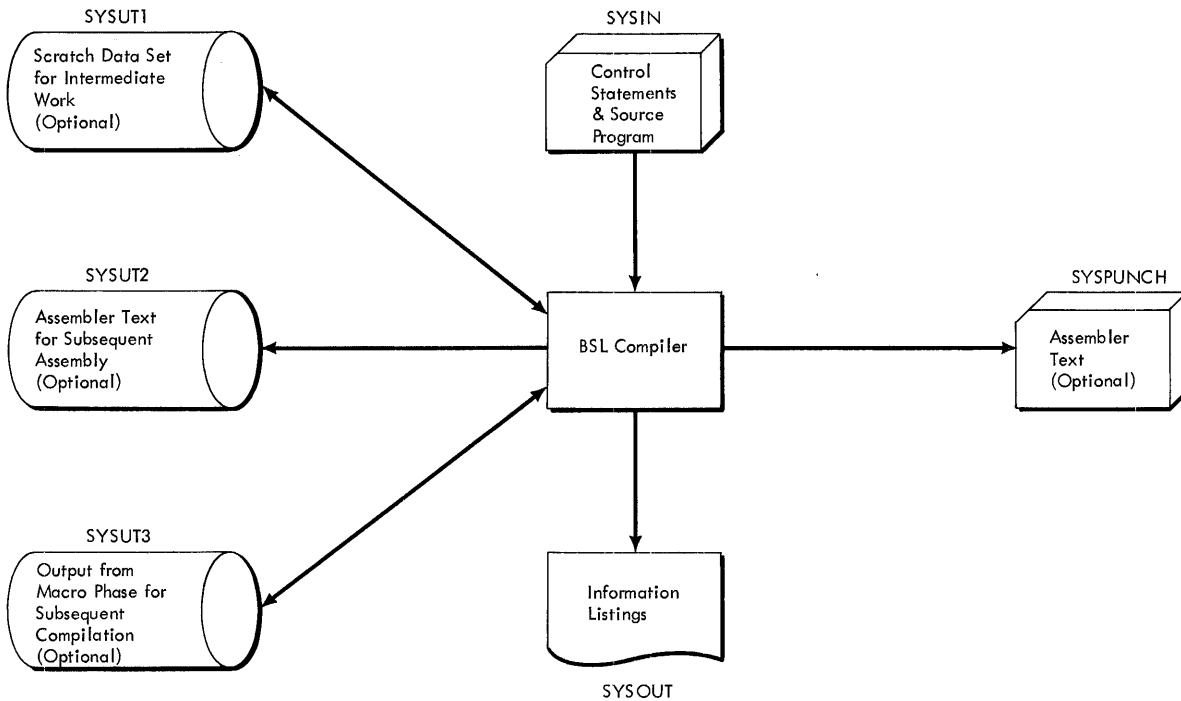 SYSUT1
Scratch Data Set
for Intermediate
Work
(Optional)
SYSIN
Control
Statements
& Source
Program
SYSUT2
Assembler Text
for Subsequent
Assembly
(Optional)
BSL Compiler
SYSPUNCH
Assembler
Text
(Optional)
SYSUT3
Output from
Macro Phase for
Subsequent
Compilation
(Optional)
Information
Listings
SYSOUT